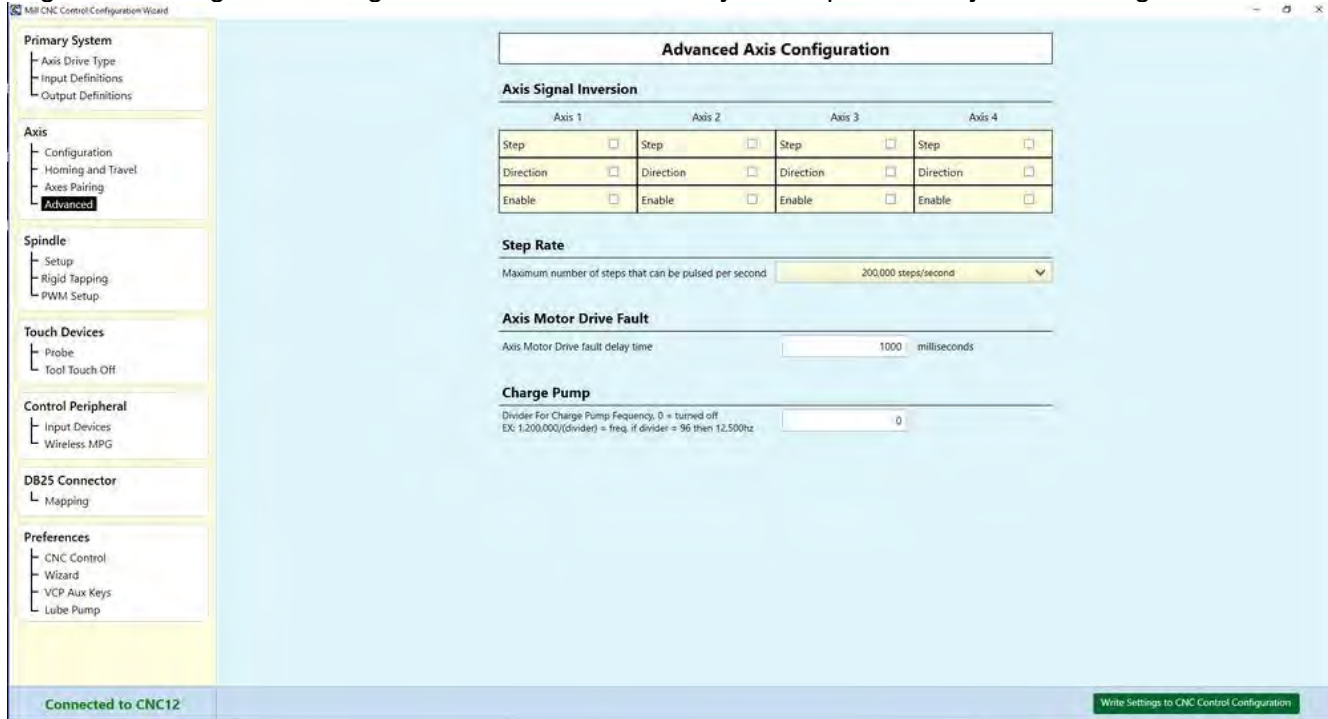 Mill CNC Control Configuration Wizard
Primary System
Axis Drive Type
Input Definitions
Output Definitions
Axis
Configuration
Homing and Travel
Axes Pairing
Advanced
Spindle
Setup
Rigid Tapping
PWM Setup
Touch Devices
Probe
Tool Touch Off
Control Peripheral
Input Devices
Wireless MPG
DB25 Connector
Mapping
Preferences
CNC Control
Wizard
VCP Aux Keys
Lube Pump
Connected to CNC12
Advanced Axis Configuration
Axis Signal Inversion
Axis 1 Axis 2 Axis 3 Axis 4
Step Step Step Step
Direction Direction Direction Direction
Enable Enable Enable Enable
Step Rate
Maximum number of steps that can be pulsed per second 200,000 steps/second
Axis Motor Drive Fault
Axis Motor Drive fault delay time 1000 milliseconds
Charge Pump
Divider For Charge Pump Fequency, 0 = turned off
EX: 1,200,000/(divider) = freq. if divider = 96 then 12,500hz 0
Write Settings to CNC Control Configuration